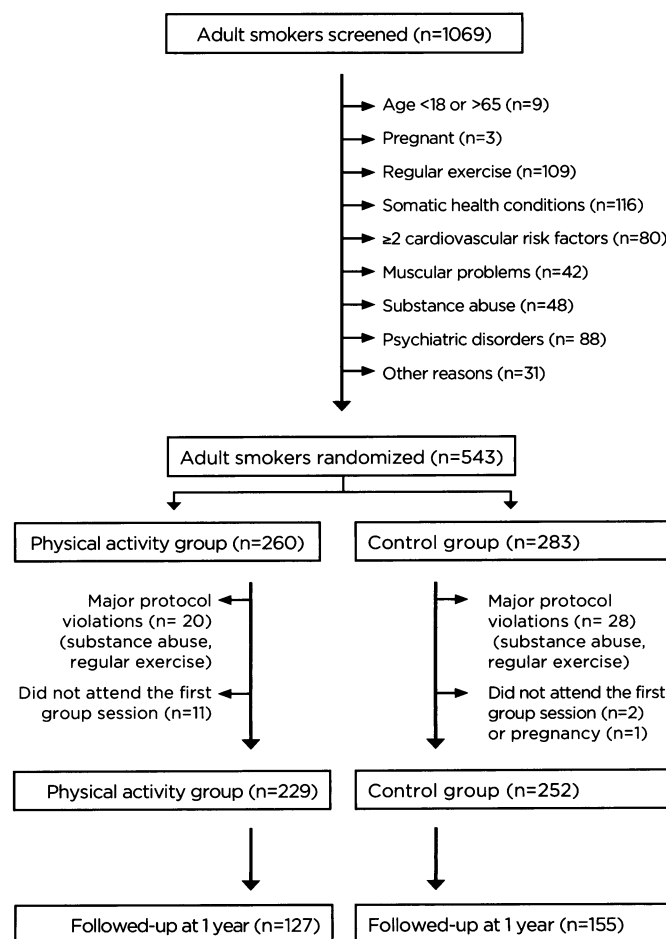 Adult smokers screened (n=1069)
Age <18 or >65 (n=9)
Pregnant (n=3)
Regular exercise (n=109)
Somatic health conditions (n=116)
≥2 cardiovascular risk factors (n=80)
Muscular problems (n=42)
Substance abuse (n=48)
Psychiatric disorders (n= 88)
Other reasons (n=31)
Adult smokers randomized (n=543)
Physical activity group (n=260)
Control group (n=283)
Major protocol
violations (n= 20)
(substance abuse,
regular exercise)
Did not attend the first
group session (n=11)
Major protocol
violations (n= 28)
(substance abuse,
regular exercise)
Did not attend the first
group session (n=2)
or pregnancy (n=1)
Physical activity group (n=229)
Control group (n=252)
Followed-up at 1 year (n=127)
Followed-up at 1 year (n=155)